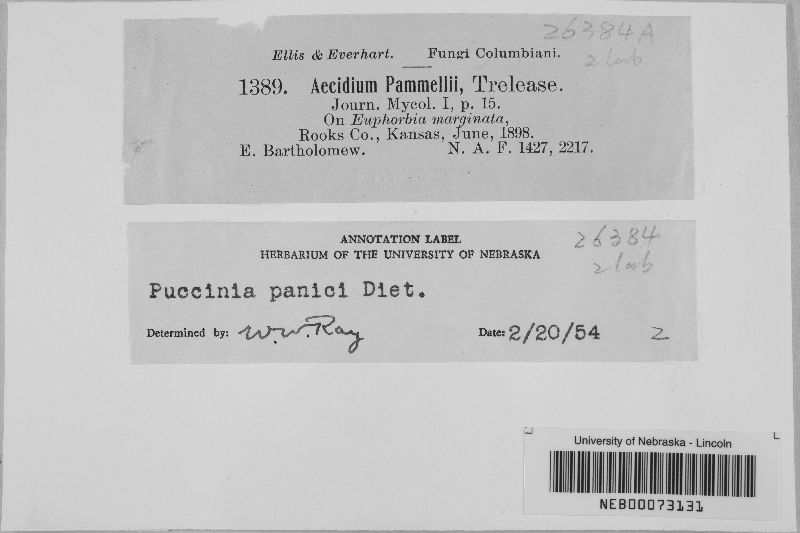 26384A
2 lab
Ellis & Everhart. Fungi Columbiani.
1389. Aecidium Pammellii, Trelease.
Journ. Mycol. I, p. 15.
On Euphorbia marginata,
Rooks Co., Kansas, June, 1898.
E. Bartholomew. N. A. F. 1427, 2217.
ANNOTATION LABEL
HERBARIUM OF THE UNIVERSITY OF NEBRASKA
26384
2 lab
Puccinia panici Diet.
Determined by: W.W. Ray Date: 2/20/54 2
University of Nebraska - Lincoln
NEB00073131